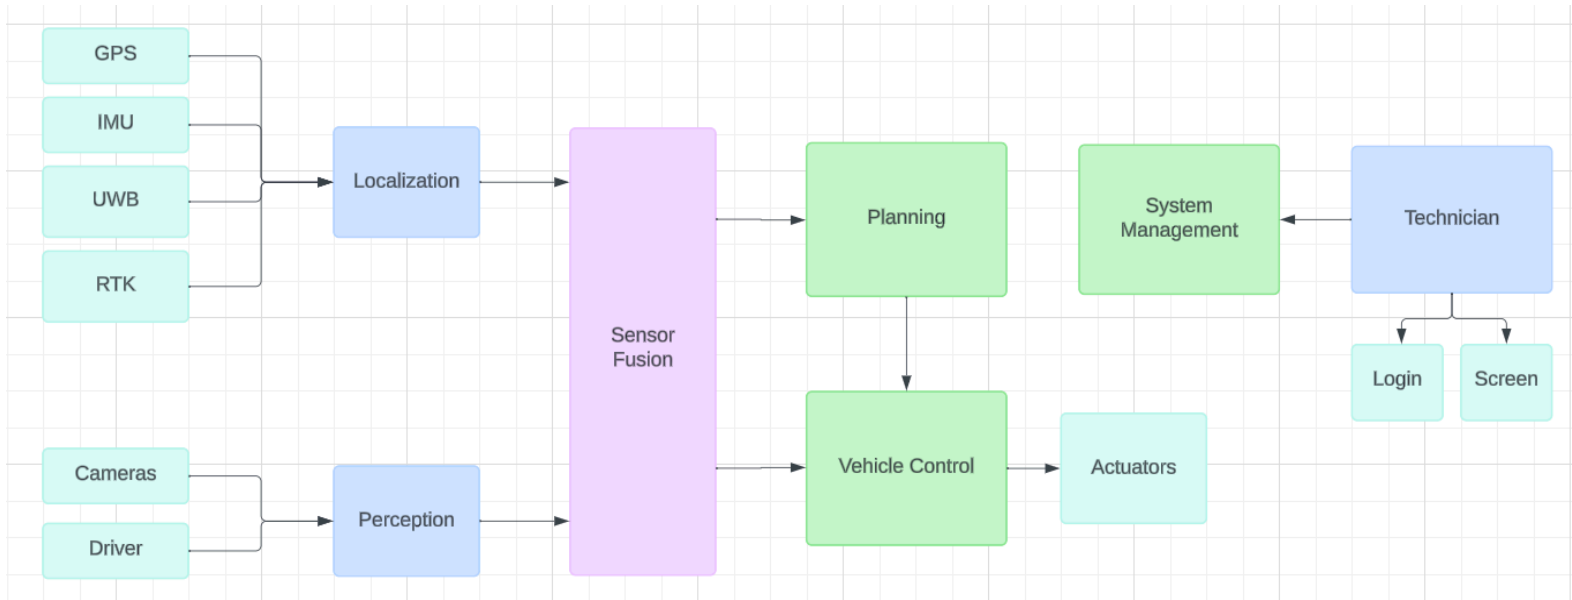 GPS
IMU
UWB
RTK
Localization
Cameras
Driver
Perception
Sensor
Fusion
Planning
Vehicle Control
Actuators
System
Management
Technician
Login
Screen